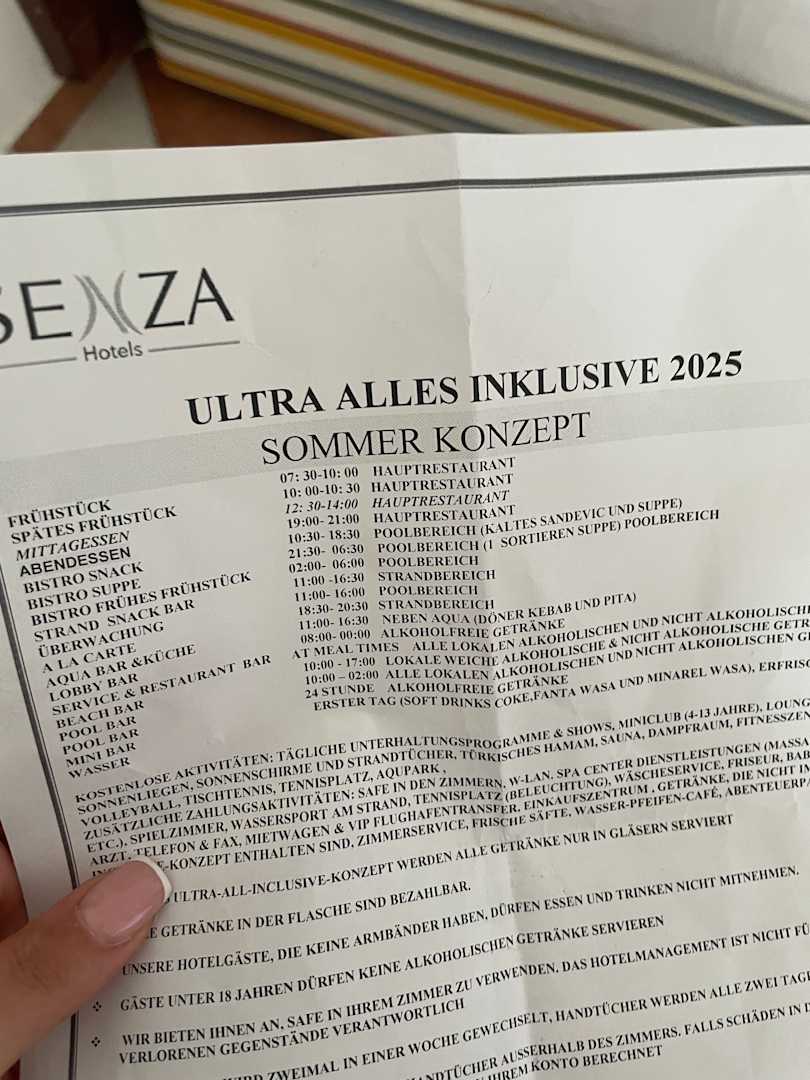 SENZA
Hotels
ULTRA ALLES INKLUSIVE 2025
SOMMER KONZEPT
FRÜHSTÜCK 07: 30-10: 00 HAUPTRESTAURANT
SPÄTES FRÜHSTÜCK 10: 00-10: 30 HAUPTRESTAURANT
MITTAGESSEN 12: 30-14:00 HAUPTRESTAURANT
ABENDESSEN 19:00- 21:00 HAUPTRESTAURANT
BISTRO SNACK 10:30- 18:30 POOLBEREICH (KALTES SANDEVIC UND SUPPE)
BISTRO SUPPE 21:30- 06:30 POOLBEREICH (1 SORTIEREN SUPPE) POOLBEREICH
BISTRO FRÜHES FRÜHSTÜCK 02:00- 06:00 POOLBEREICH
STRAND SNACK BAR 11:00 -16:30 STRANDBEREICH
ÜBERWACHUNG 11:00- 16:00 POOLBEREICH
A LA CARTE 18:30- 20:30 STRANDBEREICH
AQUA BAR &KÜCHE 11:00- 16:30 NEBEN AQUA (DÖNER KEBAB UND PITA)
LOBBY BAR 08:00- 00:00 ALKOHOLFREIE GETRÄNKE
SERVICE & RESTAURANT BAR AT MEAL TIMES ALLE LOKALEN ALKOHOLISCHEN UND NICHT ALKOHOLISCHE
BEACH BAR 10:00 - 17:00 LOKALE WEICHE ALKOHOLISCHE & NICHT ALKOHOLISCHE
POOL BAR 10:00 – 02:00 ALLE LOKALEN ALKOHOLISCHEN UND NICHT ALKOHOLISCHEN
POOL BAR 24 STUNDE ALKOHOLFREIE GETRÄNKE
MINI BAR ERSTER TAG (SOFT DRINKS COKE,FANTA WASA UND MINAREL WASA),
WASSER
KOSTENLOSE AKTIVITÄTEN: TÄGLICHE UNTERHALTUNGSPROGRAMME & SHOWS, MINICLUB (4-13 JAHRE),
SONNENLIEGEN, SONNENSCHIRME UND STRANDTÜCHER, TÜRKISCHES HAMAM, SAUNA, DAMPFRAUM,
VOLLEYBALL, TISCHTENIS, TENNISPLATZ, AQUPARK ,
ZUSÄTZLICHE ZAHLUNGSAKTIVITÄTEN: SAFE IN DEN ZIMMERN, W-LAN. SPA CENTER DIENSTLEISTUNGEN
ETC.), SPIELZIMMER, WASSERSPORT AM STRAND, TENNISPLATZ (BELEUCHTUNG), WÄSCHESERVICE, FRISEUR,
ARZT, TELEFON & FAX, MIETWAGEN & VIP FLUGHAFENTRANSFER. EINKAUFSZENTRUM , GETRÄNKE, DIE NICHT IM
-KONZEPT ENTHALTEN SIND, ZIMMERSERVICE, FRISCHE SÄFTE, WASSER-PFEIFEN-CAFÉ,
ULTRA-ALL-INCLUSIVE-KONZEPT WERDEN ALLE GETRÄNKE NUR IN GLÄSERN SERVIERT
GETRÄNKE IN DER FLASCHE SIND BEZAHLBAR.
UNSERE HOTELGÄSTE, DIE KEINE ARMBÄNDER HABEN, DÜRFEN ESSEN UND TRINKEN NICHT MITNEHMEN.
❖ GÄSTE UNTER 18 JAHREN DÜRFEN KEINE ALKOHOLISCHEN GETRÄNKE SERVIEREN
❖ WIR BIETEN IHNEN AN, SAFE IN IHREM ZIMMER ZU VERWENDEN. DAS HOTELMANAGEMENT IST NICHT FÜ
VERLORENEN GEGENSTÄNDE VERANTWORTLICH
ZWEIMAL IN EINER WOCHE GEWECHSELT, HANDTÜCHER WERDEN ALLE ZWEI TAGE
HANDTÜCHER AUSSERHALB DES ZIMMERS. FALLS SCHÄDEN IN
IHREM KONTO BERECHNET